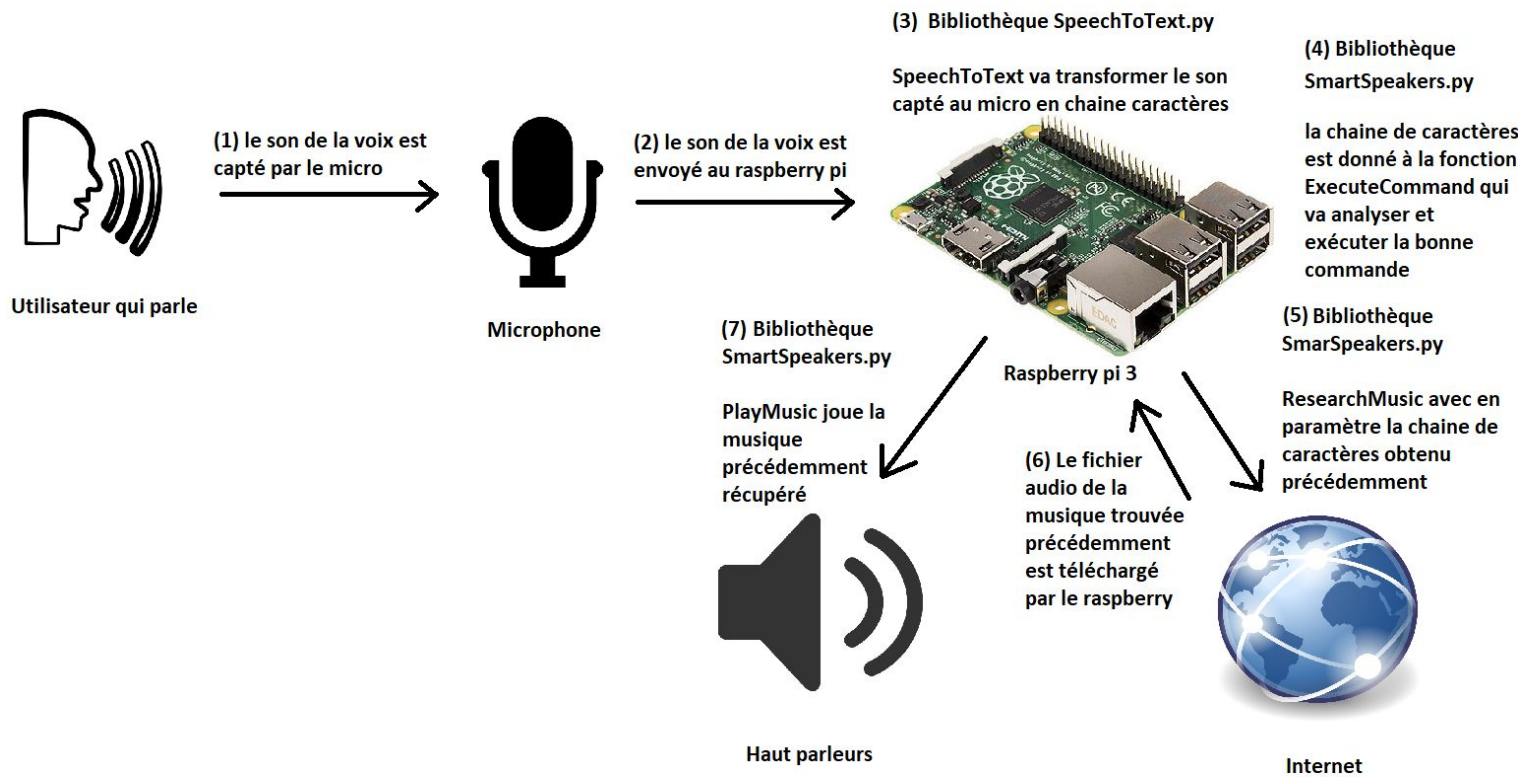 (3)  Bibliothèque SpeechToText.py
SpeechToText va transformer le son
capté au micro en chaine caractères
(4) Bibliothèque
SmartSpeakers.py
la chaine de caractères
est donné à la fonction
ExecuteCommand qui
va analyser et
exécuter la bonne
commande
(1) le son de la voix est
capté par le micro
(2) le son de la voix est
envoyé au raspberry pi
Utilisateur qui parle
Microphone
HDMI
EDAC
Raspberry pi 3
(5) Bibliothèque
SmarSpeakers.py
ResearchMusic avec en
paramètre la chaine de
caractères obtenu
précédemment
(6) Le fichier
audio de la
musique trouvée
précédemment
est téléchargé
par le raspberry
(7) Bibliothèque
SmartSpeakers.py
PlayMusic joue la
musique
précédemment
récupéré
Haut parleurs
Internet